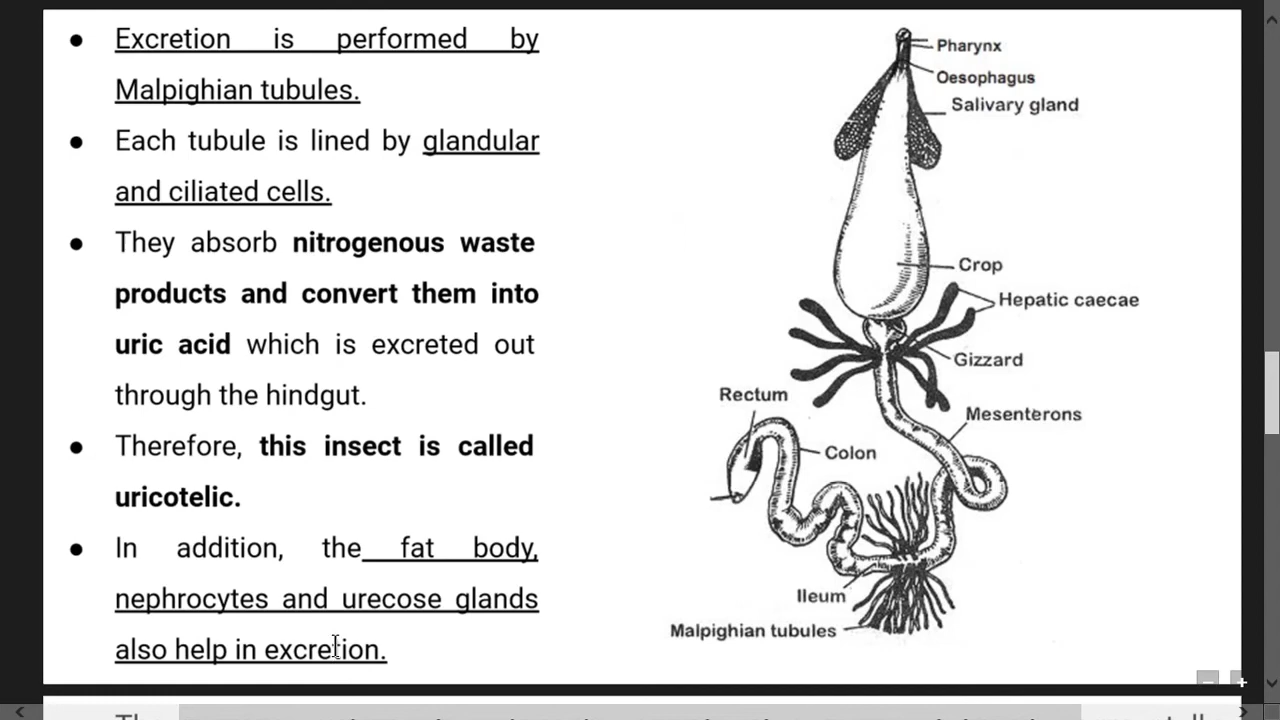 ● Excretion is performed by
Malpighian tubules.
● Each tubule is lined by glandular
and ciliated cells.
● They absorb nitrogenous waste
products and convert them into
uric acid which is excreted out
through the hindgut.
● Therefore, this insect is called
uricotelic.
● In addition, the fat body,
nephrocytes and urecose glands
also help in excretion.
Pharynx
Oesophagus
Salivary gland
Crop
Hepatic caecae
Gizzard
Rectum
Mesenterons
Colon
Ileum
Malpighian tubules